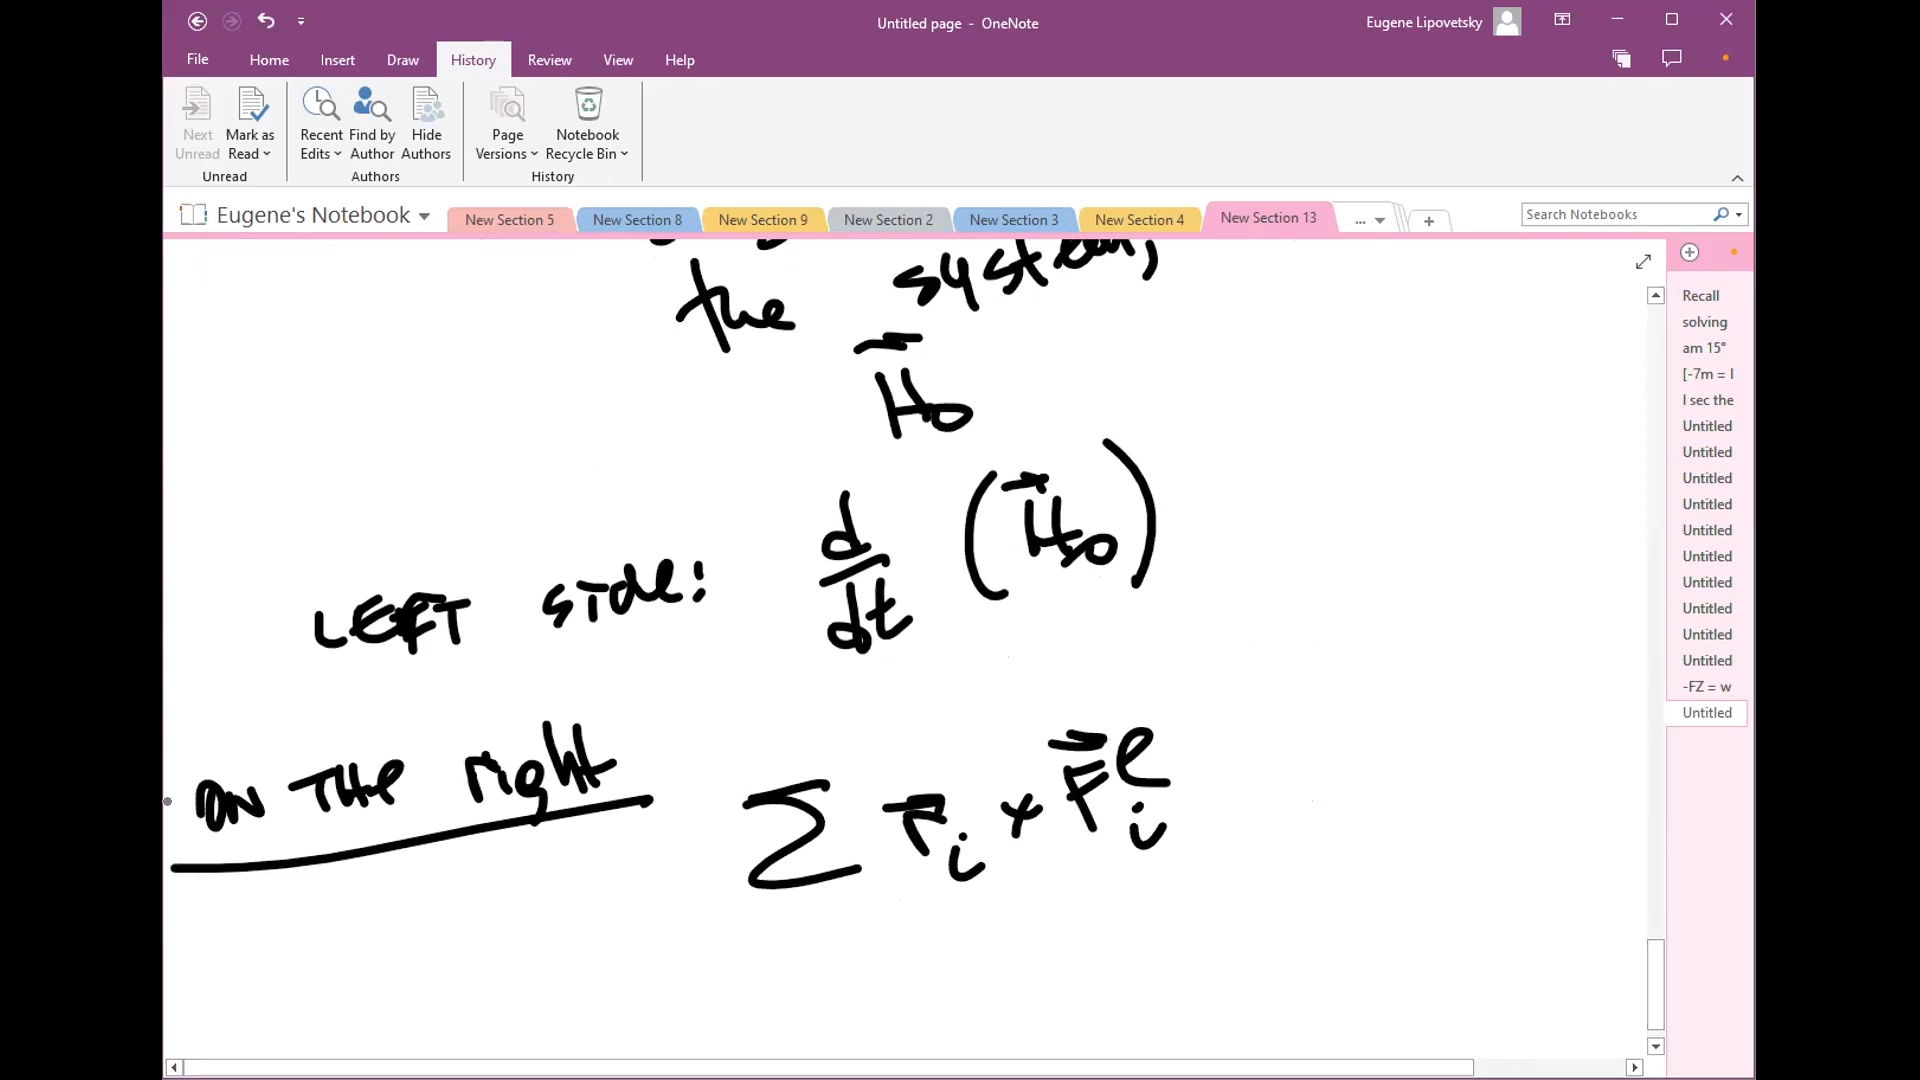 Untitled page - OneNote
Eugene Lipovetsky
File Home Insert Draw History Review View Help
Next Unread
Mark as Read
Recent Edits
Find by Author
Hide Authors
Page Versions
Notebook Recycle Bin
Unread
Authors
History
Eugene's Notebook
New Section 5
New Section 8
New Section 9
New Section 2
New Section 3
New Section 4
New Section 13
...
+
Search Notebooks
Recall
solving
am 15°
[-7m = l
I sec the
Untitled
Untitled
Untitled
Untitled
Untitled
Untitled
Untitled
Untitled
Untitled
Untitled
-FZ = w
Untitled
the system,
H⃗o
LEFT side: d/dt (H⃗o)
ON THE right Σ r⃗i × F⃗i^e